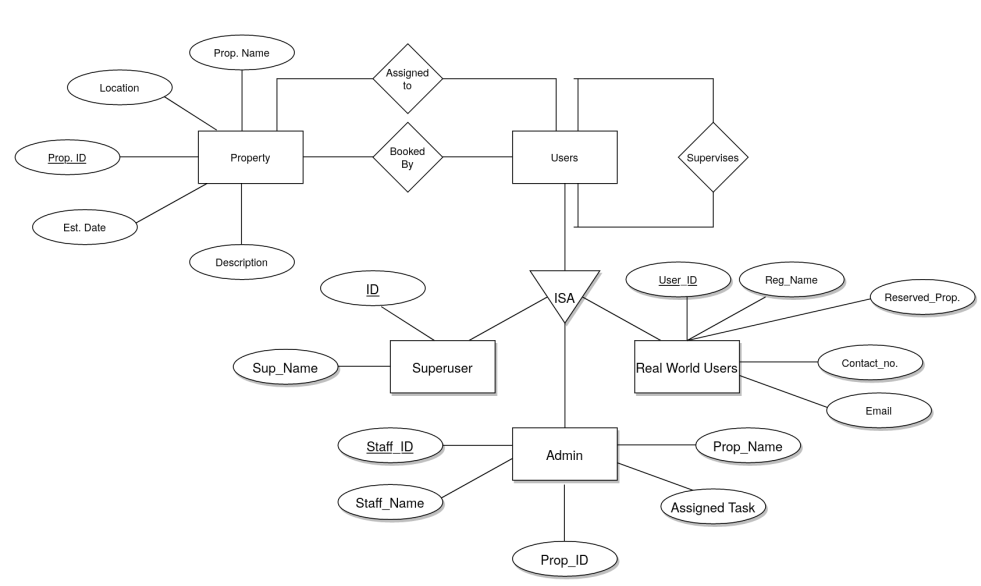 Prop. Name
Assigned
to
Location
Property
Booked
By
Users
Supervises
Prop. ID
Est. Date
Description
ID
ISA
User_ID
Reg_Name
Reserved_Prop.
Sup_Name
Superuser
Real World Users
Contact_no.
Email
Staff_ID
Admin
Prop_Name
Staff_Name
Assigned Task
Prop_ID